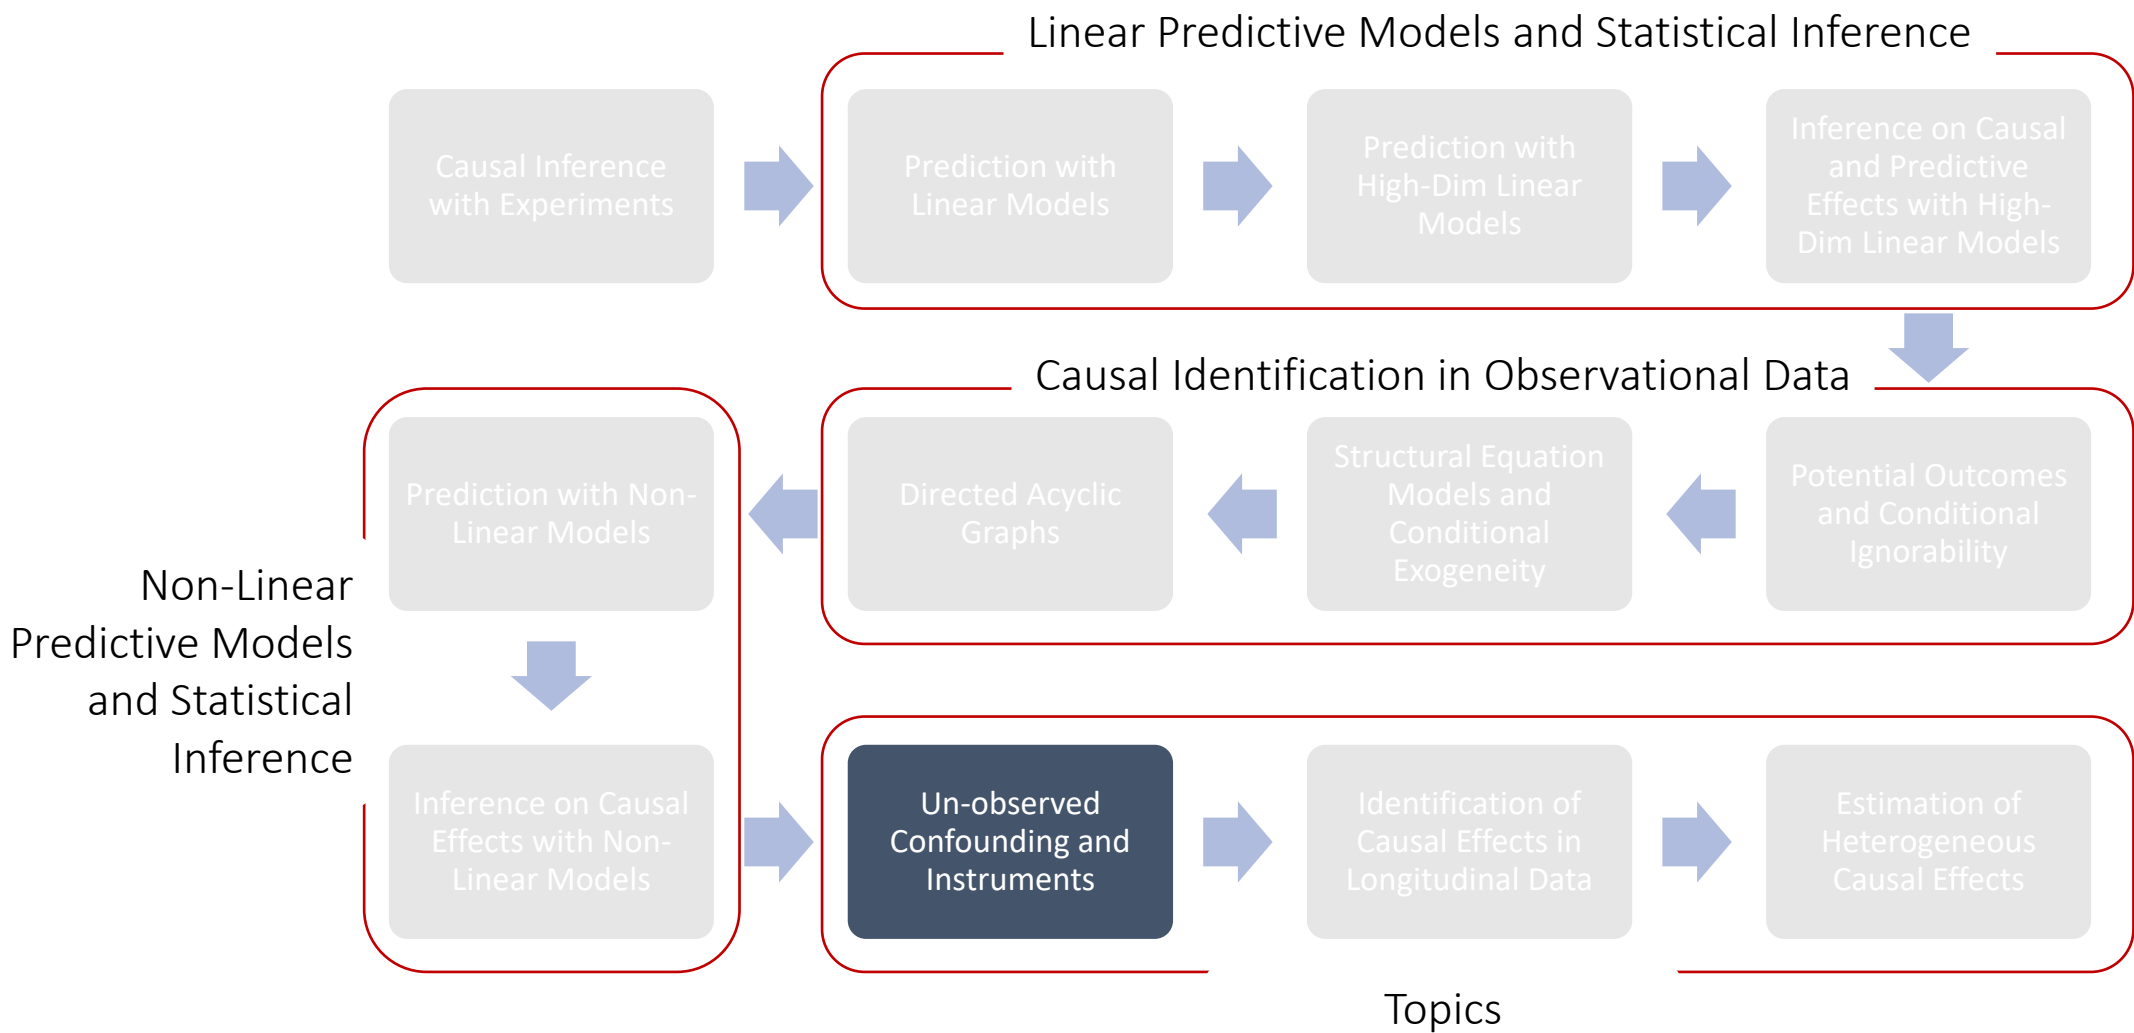 Linear Predictive Models and Statistical Inference
Causal Inference
with Experiments
Prediction with
Linear Models
Prediction with
High-Dim Linear
Models
Inference on Causal
and Predictive
Effects with High-
Dim Linear Models
Causal Identification in Observational Data
Potential Outcomes
and Conditional
Ignorability
Structural Equation
Models and
Conditional
Exogeneity
Directed Acyclic
Graphs
Non-Linear
Predictive Models
and Statistical
Inference
Prediction with Non-
Linear Models
Inference on Causal
Effects with Non-
Linear Models
Un-observed
Confounding and
Instruments
Identification of
Causal Effects in
Longitudinal Data
Estimation of
Heterogeneous
Causal Effects
Topics